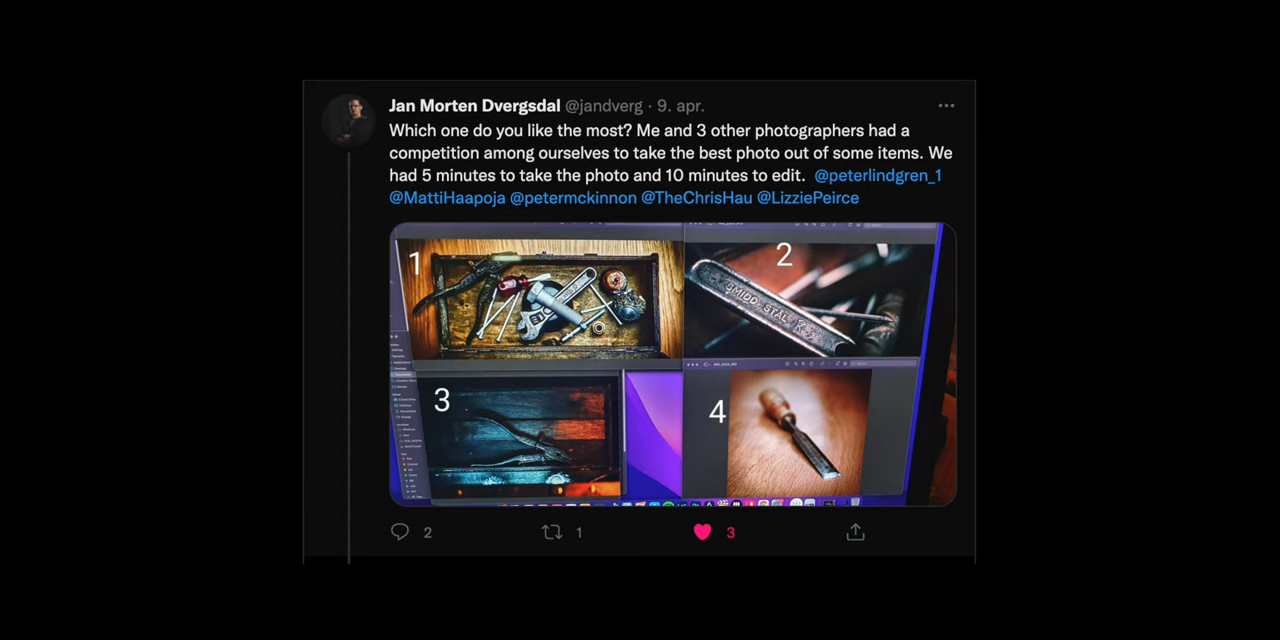 Jan Morten Dvergsdal @jandverg · 9. apr.
Which one do you like the most? Me and 3 other photographers had a
competition among ourselves to take the best photo out of some items. We
had 5 minutes to take the photo and 10 minutes to edit. @peterlindgren_1
@MattiHaapoja @petermckinnon @TheChrisHau @LizziePeirce
1
2
SMIDD. STAL
3
4
2 1 3